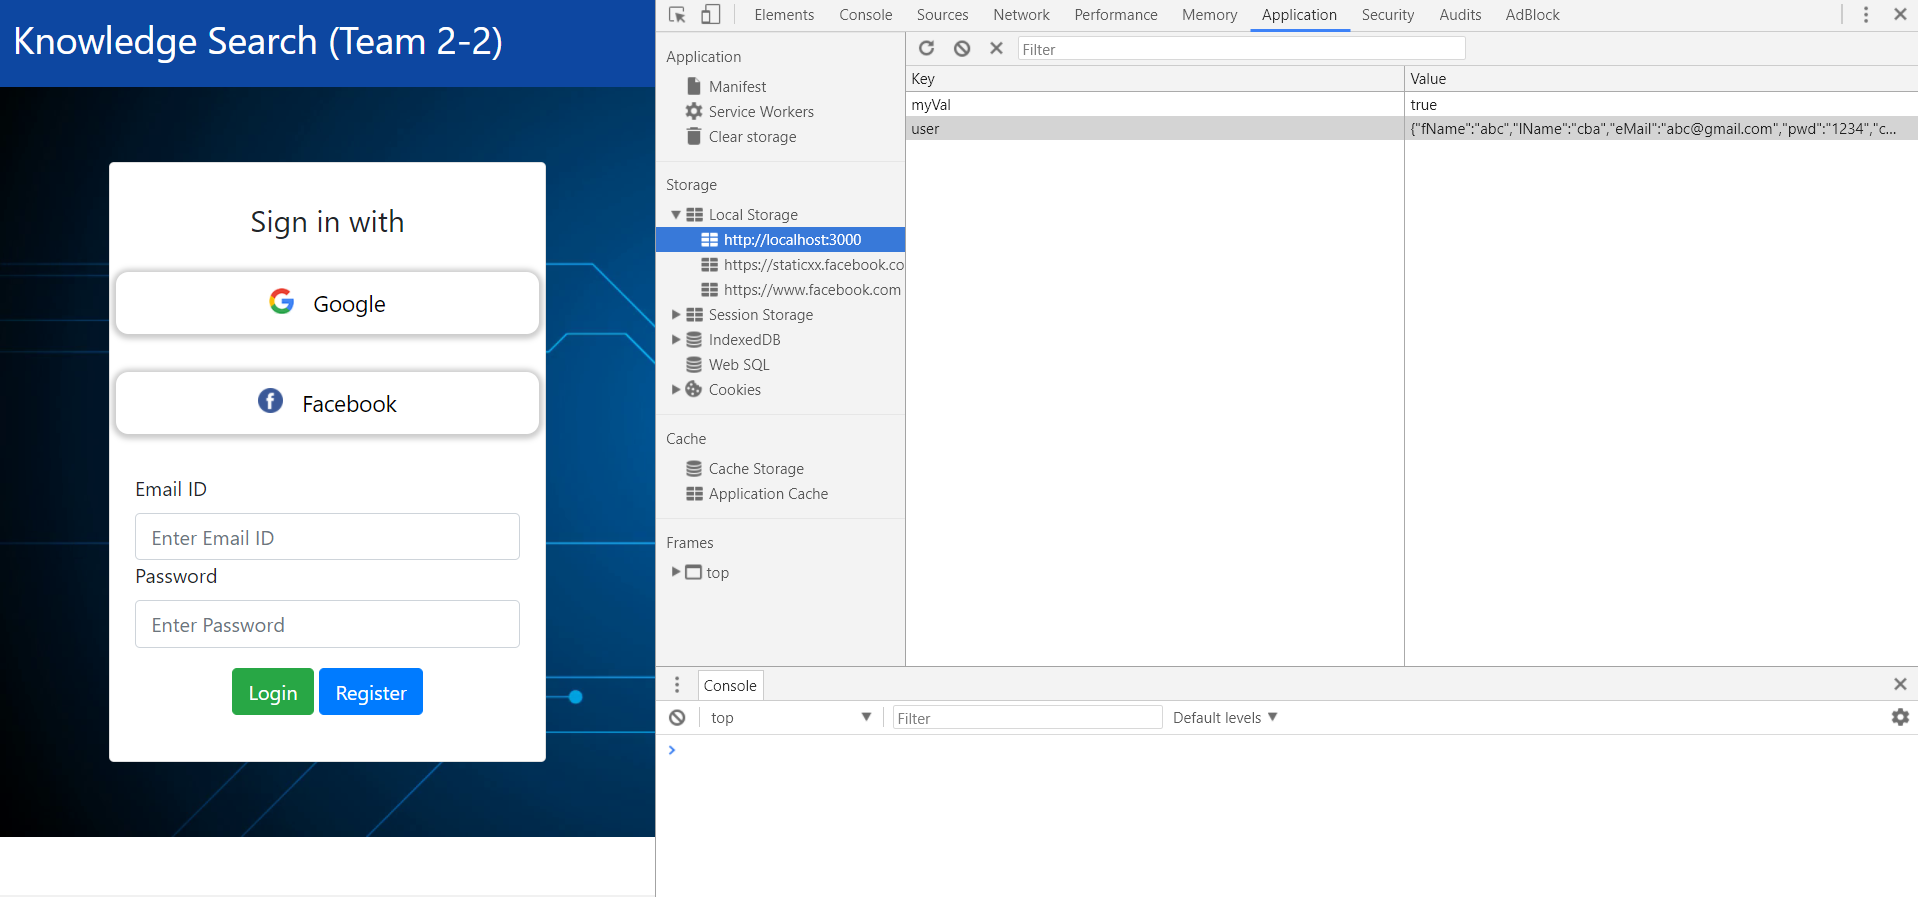 Knowledge Search (Team 2-2)
Sign in with
Google
Facebook
Email ID
Enter Email ID
Password
Enter Password
Login Register
Elements Console Sources Network Performance Memory Application Security Audits AdBlock
Application
Manifest
Service Workers
Clear storage
Storage
Local Storage
http://localhost:3000
https://staticxx.facebook.co
https://www.facebook.com
Session Storage
IndexedDB
Web SQL
Cookies
Cache
Cache Storage
Application Cache
Frames
top
Filter
Key Value
myVal true
user {"fName":"abc","lName":"cba","eMail":"abc@gmail.com","pwd":"1234","c...
Console
top Filter Default levels